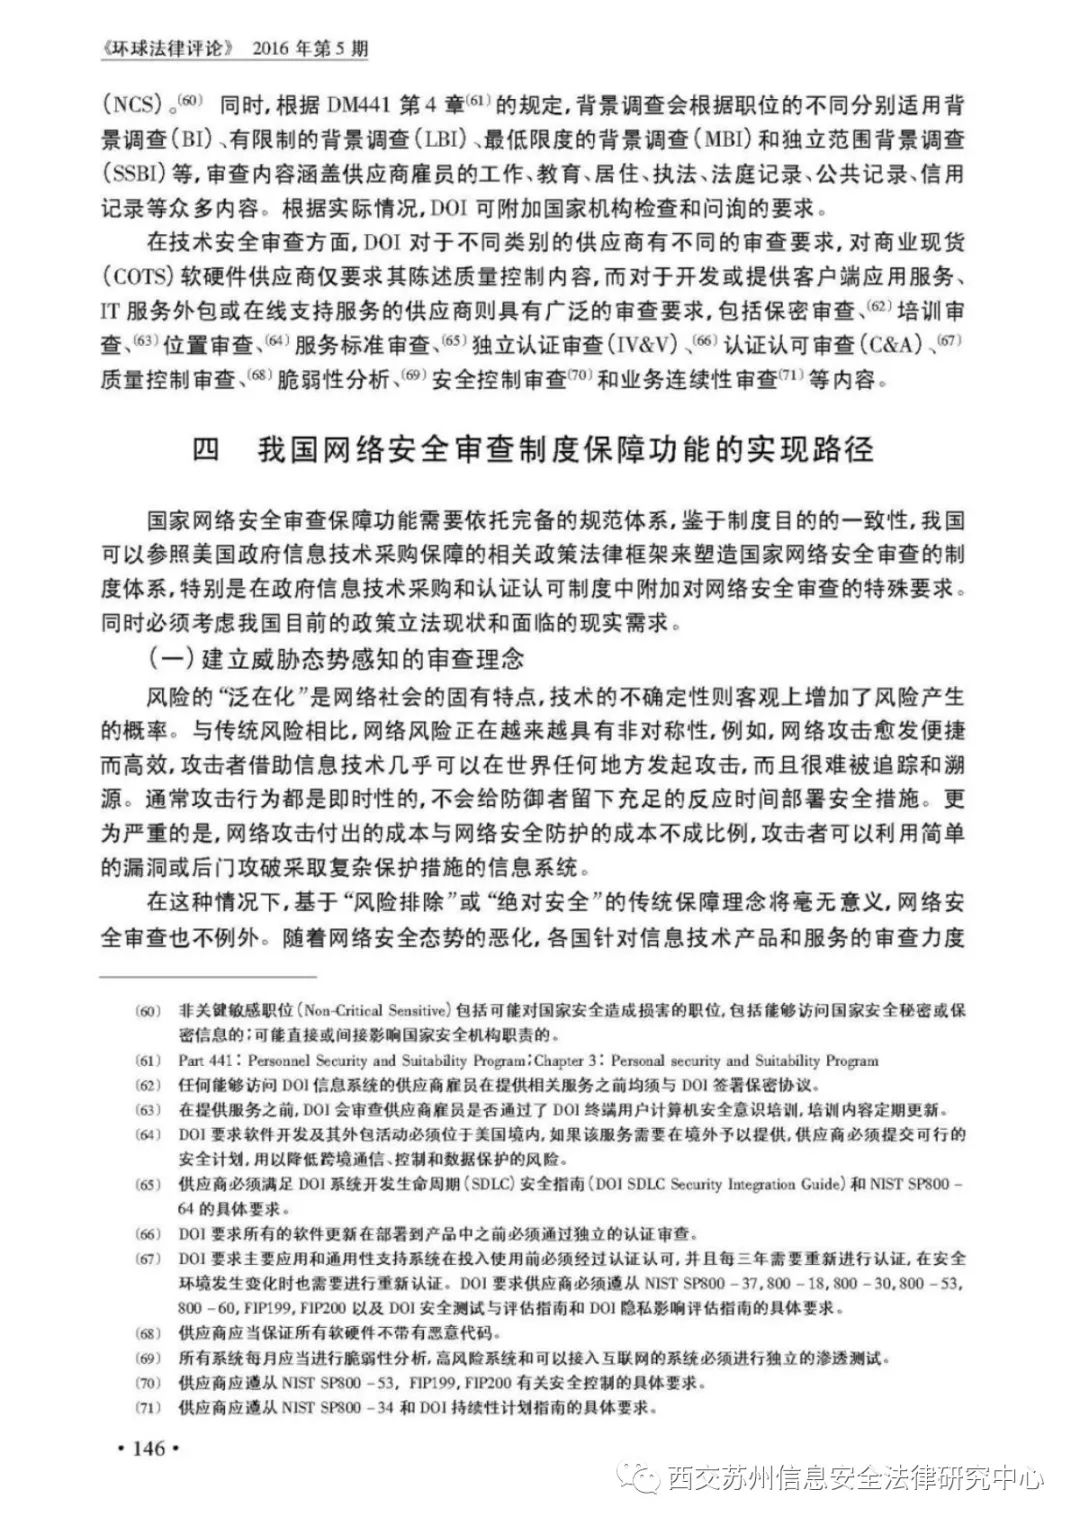 《环球法律评论》 2016 年第 5 期
(NCS)。(60) 同时,根据 DM441 第 4 章(61)的规定,背景调查会根据职位的不同分别适用背
景调查(BI)、有限制的背景调查(LBI)、最低限度的背景调查(MBI)和独立范围背景调查
(SSBI)等,审查内容涵盖供应商雇员的工作、教育、居住、执法、法庭记录、公共记录、信用
记录等众多内容。根据实际情况,DOI 可附加国家机构检查和问询的要求。
在技术安全审查方面,DOI 对于不同类别的供应商有不同的审查要求,对商业现货
(COTS)软硬件供应商仅要求其陈述质量控制内容,而对于开发或提供客户端应用服务、
IT 服务外包或在线支持服务的供应商则具有广泛的审查要求,包括保密审查、(62)培训审
查、(63)位置审查、(64)服务标准审查、(65)独立认证审查(IV&V)、(66)认证认可审查(C&A)、(67)
质量控制审查、(68)脆弱性分析、(69)安全控制审查(70)和业务连续性审查(71)等内容。
四 我国网络安全审查制度保障功能的实现路径
国家网络安全审查保障功能需要依托完备的规范体系,鉴于制度目的的一致性,我国
可以参照美国政府信息技术采购保障的相关政策法律框架来塑造国家网络安全审查的制
度体系,特别是在政府信息技术采购和认证认可制度中附加对网络安全审查的特殊要求。
同时必须考虑我国目前的政策立法现状和面临的现实需求。
(一)建立威胁态势感知的审查理念
风险的“泛在化”是网络社会的固有特点,技术的不确定性则客观上增加了风险产生
的概率。与传统风险相比,网络风险正在越来越具有非对称性,例如,网络攻击愈发便捷
而高效,攻击者借助信息技术几乎可以在世界任何地方发起攻击,而且很难被追踪和溯
源。通常攻击行为都是即时性的,不会给防御者留下充足的反应时间部署安全措施。更
为严重的是,网络攻击付出的成本与网络安全防护的成本不成比例,攻击者可以利用简单
的漏洞或后门攻破采取复杂保护措施的信息系统。
在这种情况下,基于“风险排除”或“绝对安全”的传统保障理念将毫无意义,网络安
全审查也不例外。随着网络安全态势的恶化,各国针对信息技术产品和服务的审查力度
(60) 非关键敏感职位(Non-Critical Sensitive)包括可能对国家安全造成损害的职位,包括能够访问国家安全秘密或保
密信息的;可能直接或间接影响国家安全机构职责的。
(61) Part 441: Personnel Security and Suitability Program;Chapter 3: Personal security and Suitability Program
(62) 任何能够访问 DOI 信息系统的供应商雇员在提供相关服务之前均须与 DOI 签署保密协议。
(63) 在提供服务之前,DOI 会审查供应商雇员是否通过了 DOI 终端用户计算机安全意识培训,培训内容定期更新。
(64) DOI 要求软件开发及其外包活动必须位于美国境内,如果该服务需要在境外予以提供,供应商必须提交可行的
安全计划,用以降低跨境通信、控制和数据保护的风险。
(65) 供应商必须满足 DOI 系统开发生命周期(SDLC)安全指南(DOI SDLC Security Integration Guide)和 NIST SP800 -
64 的具体要求。
(66) DOI 要求所有的软件更新在部署到产品中之前必须通过独立的认证审查。
(67) DOI 要求主要应用和通用性支持系统在投入使用前必须经过认证认可,并且每三年需要重新进行认证,在安全
环境发生变化时也需要进行重新认证。DOI 要求供应商必须遵从 NIST SP800 - 37,800 - 18,800 - 30,800 - 53,
800 - 60,FIP199,FIP200 以及 DOI 安全测试与评估指南和 DOI 隐私影响评估指南的具体要求。
(68) 供应商应当保证所有软硬件不带有恶意代码。
(69) 所有系统每月应当进行脆弱性分析,高风险系统和可以接入互联网的系统必须进行独立的渗透测试。
(70) 供应商应遵从 NIST SP800 - 53, FIP199,FIP200 有关安全控制的具体要求。
(71) 供应商应遵从 NIST SP800 - 34 和 DOI 持续性计划指南的具体要求。
· 146 ·
西交苏州信息安全法律研究中心